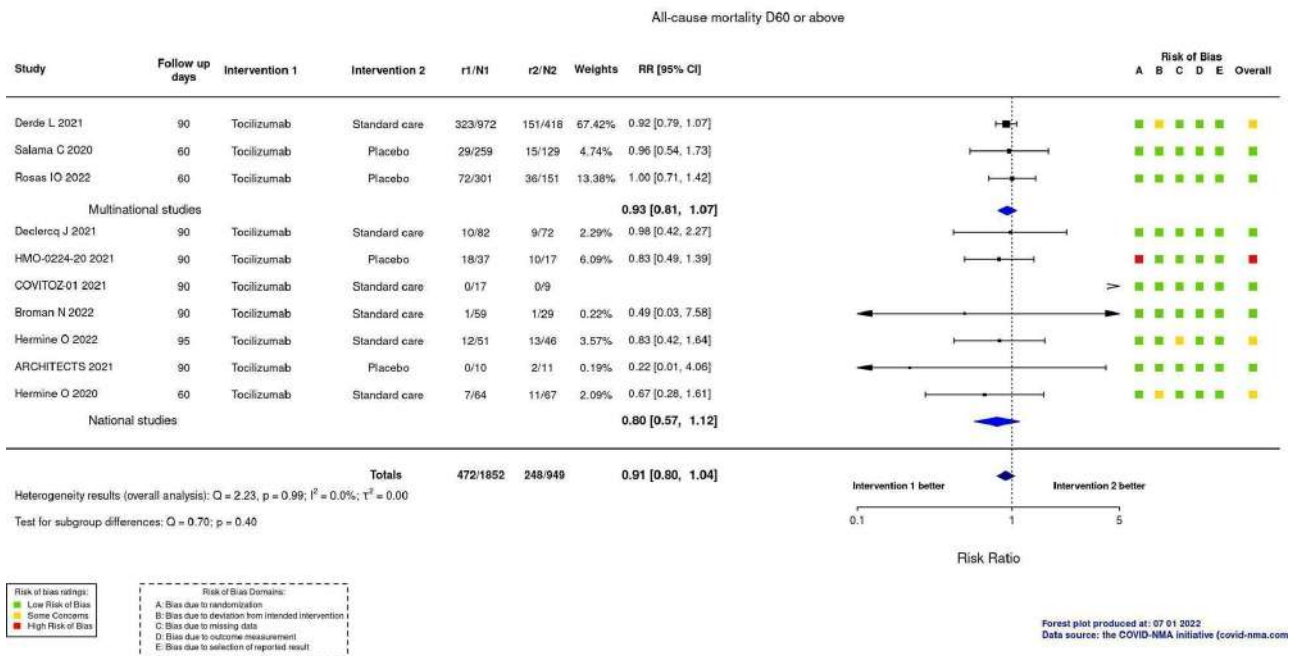 All-cause mortality D60 or above
Study Follow up days Intervention 1 Intervention 2 r1/N1 r2/N2 Weights RR [95% CI] Risk of Bias
A B C D E Overall
Derde L 2021 90 Tocilizumab Standard care 323/972 151/418 67.42% 0.92 [0.79, 1.07]
Salama C 2020 60 Tocilizumab Placebo 29/259 15/129 4.74% 0.96 [0.54, 1.73]
Rosas IO 2022 60 Tocilizumab Placebo 72/301 36/151 13.38% 1.00 [0.71, 1.42]
Multinational studies 0.93 [0.81, 1.07]
Declercq J 2021 90 Tocilizumab Standard care 10/82 9/72 2.29% 0.98 [0.42, 2.27]
HMO-0224-20 2021 90 Tocilizumab Placebo 18/37 10/17 6.09% 0.83 [0.49, 1.39]
COVITOZ-01 2021 90 Tocilizumab Standard care 0/17 0/9
Broman N 2022 90 Tocilizumab Standard care 1/59 1/29 0.22% 0.49 [0.03, 7.58]
Hermine O 2022 95 Tocilizumab Standard care 12/51 13/46 3.57% 0.83 [0.42, 1.64]
ARCHITECTS 2021 90 Tocilizumab Placebo 0/10 2/11 0.19% 0.22 [0.01, 4.06]
Hermine O 2020 60 Tocilizumab Standard care 7/64 11/67 2.09% 0.67 [0.28, 1.61]
National studies 0.80 [0.57, 1.12]
Totals 472/1852 248/949 0.91 [0.80, 1.04]
Heterogeneity results (overall analysis): Q = 2.23, p = 0.99; I² = 0.0%; τ² = 0.00
Test for subgroup differences: Q = 0.70; p = 0.40
Intervention 1 better Intervention 2 better
0.1 1 5
Risk Ratio
Risk of bias ratings:
Low Risk of Bias
Some Concerns
High Risk of Bias
Risk of Bias Domains:
A: Bias due to randomization
B: Bias due to deviation from intended intervention
C: Bias due to missing data
D: Bias due to outcome measurement
E: Bias due to selection of reported result
Forest plot produced at: 07 01 2022
Data source: the COVID-NMA initiative (covid-nma.com